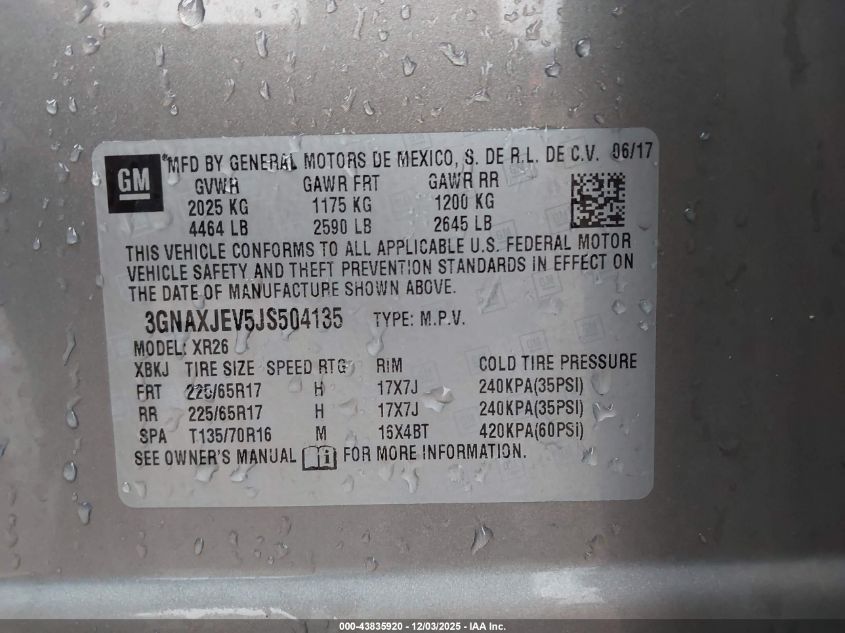 GM
*MFD BY GENERAL MOTORS DE MEXICO, S. DE R.L. DE C.V. 06/17
GVWR GAWR FRT GAWR RR
2025 KG 1175 KG 1200 KG
4464 LB 2590 LB 2645 LB
THIS VEHICLE CONFORMS TO ALL APPLICABLE U.S. FEDERAL MOTOR
VEHICLE SAFETY AND THEFT PREVENTION STANDARDS IN EFFECT ON
THE DATE OF MANUFACTURE SHOWN ABOVE.
3GNAXJEV5JS504135 TYPE: M.P.V.
MODEL: XR26
XBKJ TIRE SIZE SPEED RTG RIM COLD TIRE PRESSURE
FRT 225/65R17 H 17X7J 240KPA(35PSI)
RR 225/65R17 H 17X7J 240KPA(35PSI)
SPA T135/70R16 M 16X4BT 420KPA(60PSI)
SEE OWNER'S MANUAL FOR MORE INFORMATION.
000-43835920 - 12/03/2025 - IAA Inc.